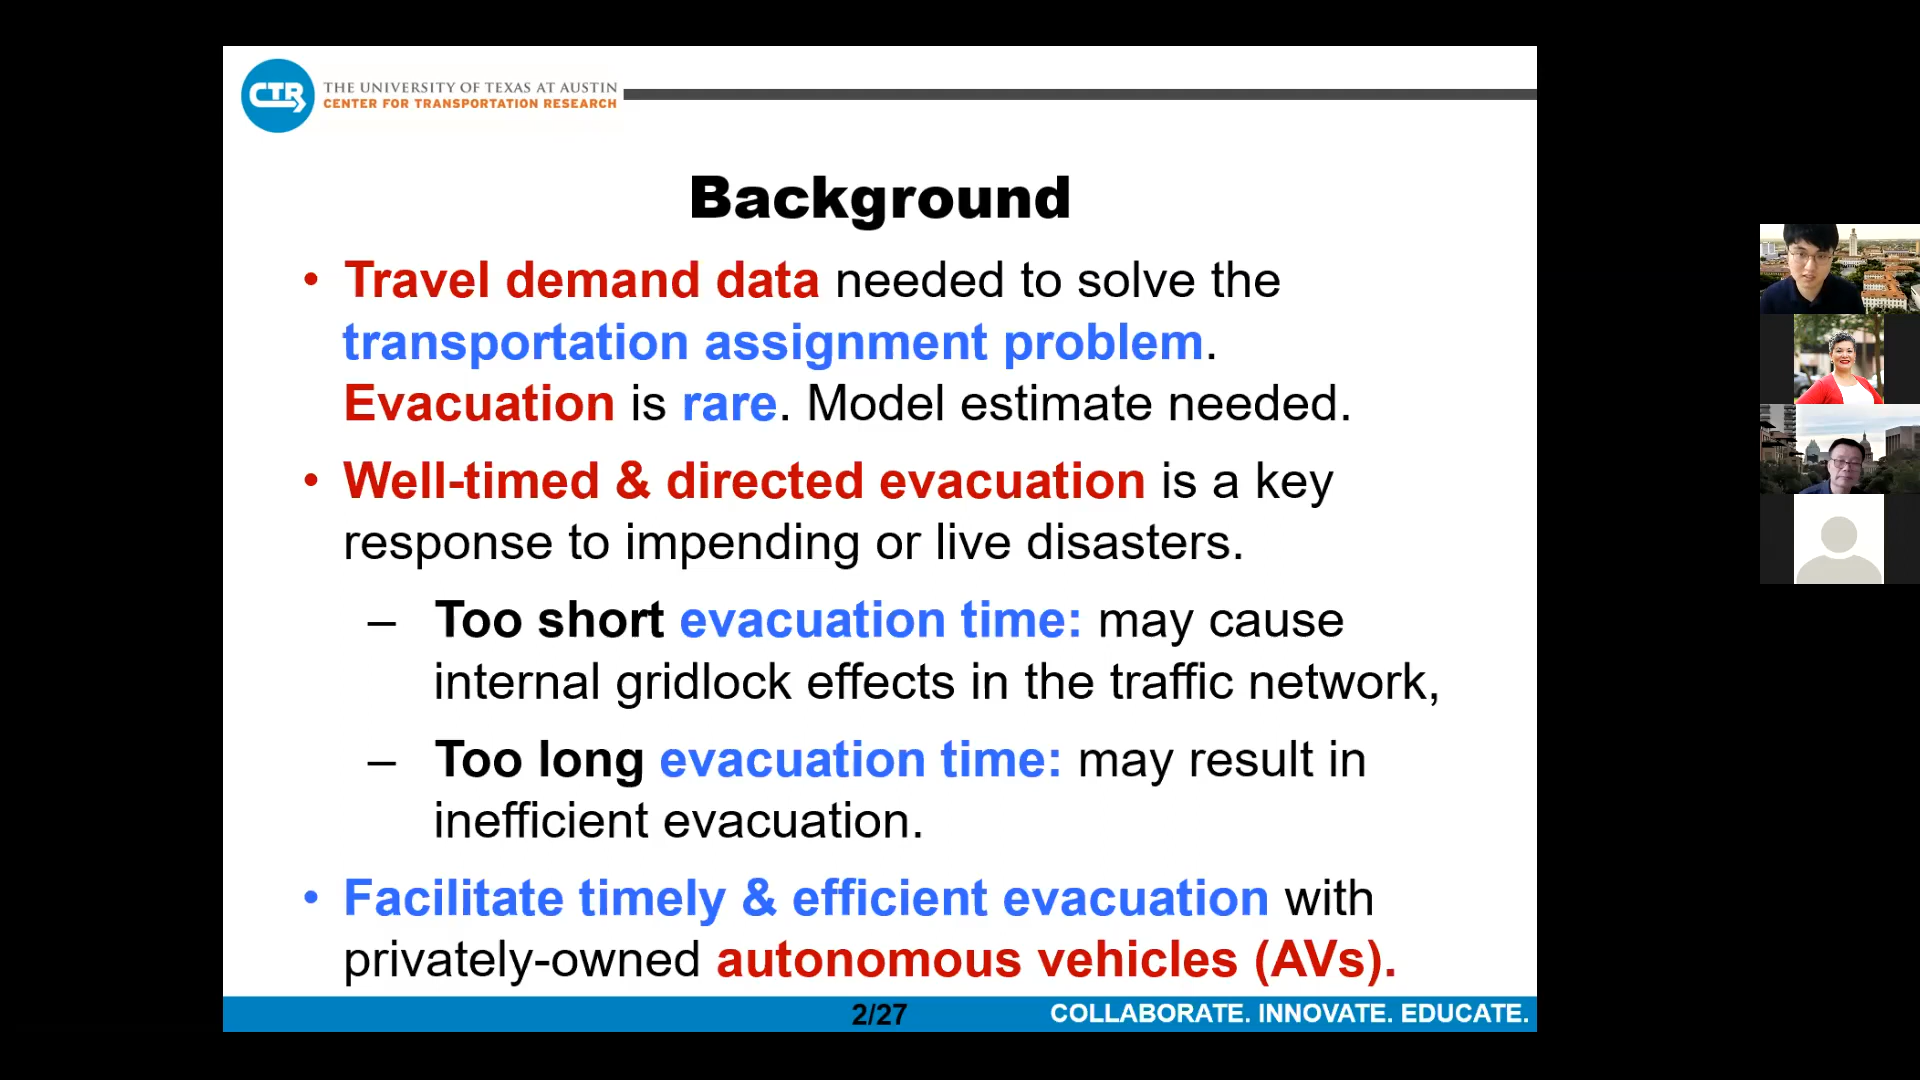 CTR
THE UNIVERSITY OF TEXAS AT AUSTIN
CENTER FOR TRANSPORTATION RESEARCH
Background
• Travel demand data needed to solve the
transportation assignment problem.
Evacuation is rare. Model estimate needed.
• Well-timed & directed evacuation is a key
response to impending or live disasters.
– Too short evacuation time: may cause
internal gridlock effects in the traffic network,
– Too long evacuation time: may result in
inefficient evacuation.
• Facilitate timely & efficient evacuation with
privately-owned autonomous vehicles (AVs).
2/27
COLLABORATE. INNOVATE. EDUCATE.